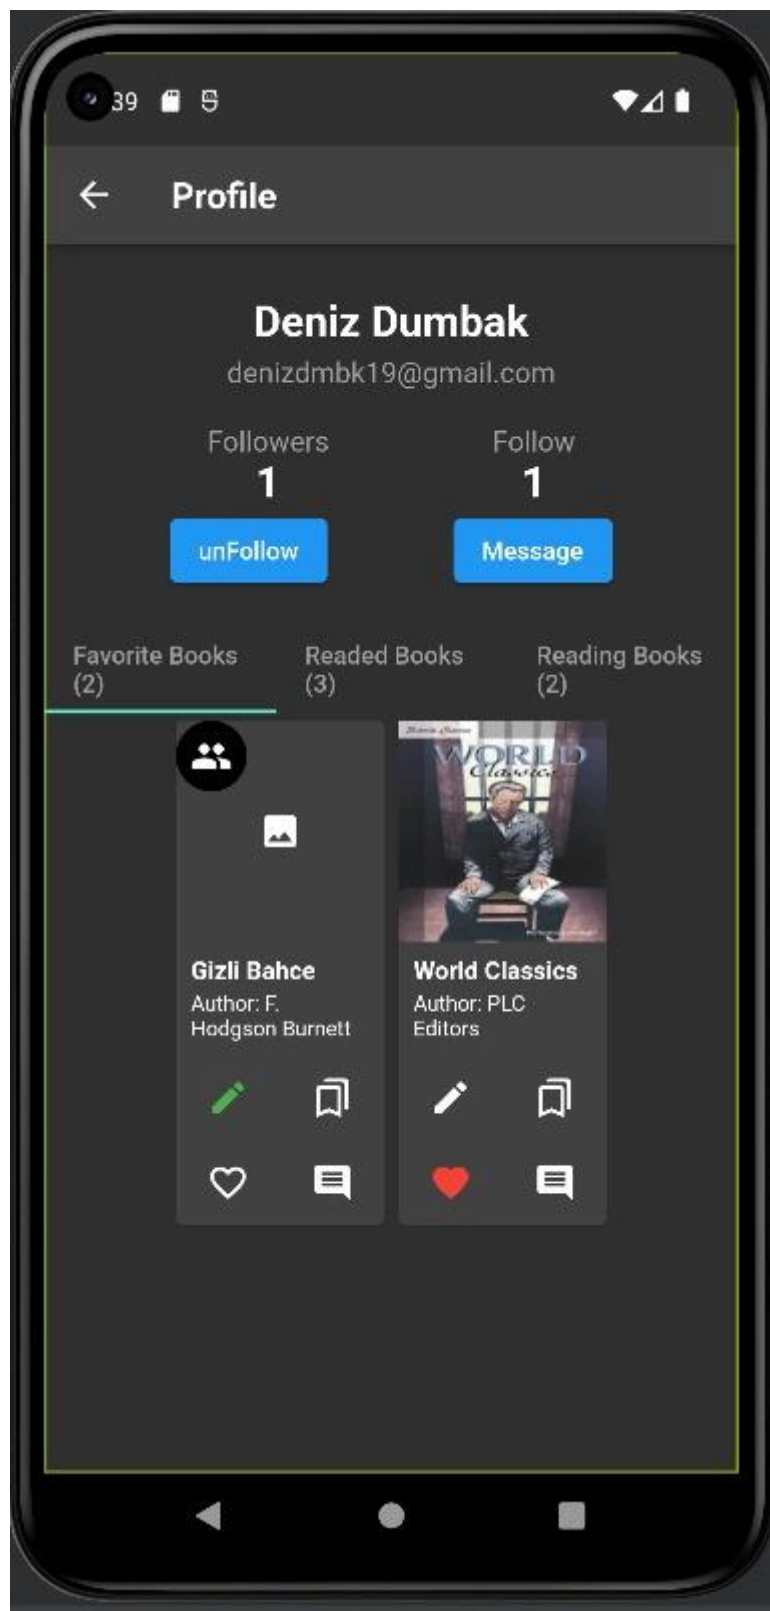 39
Profile
Deniz Dumbak
denizdmbk19@gmail.com
Followers
Follow
1
1
unFollow
Message
Favorite Books
(2)
Readed Books
(3)
Reading Books
(2)
WORLD
Classics
Gizli Bahce
Author: F.
Hodgson Burnett
World Classics
Author: PLC
Editors